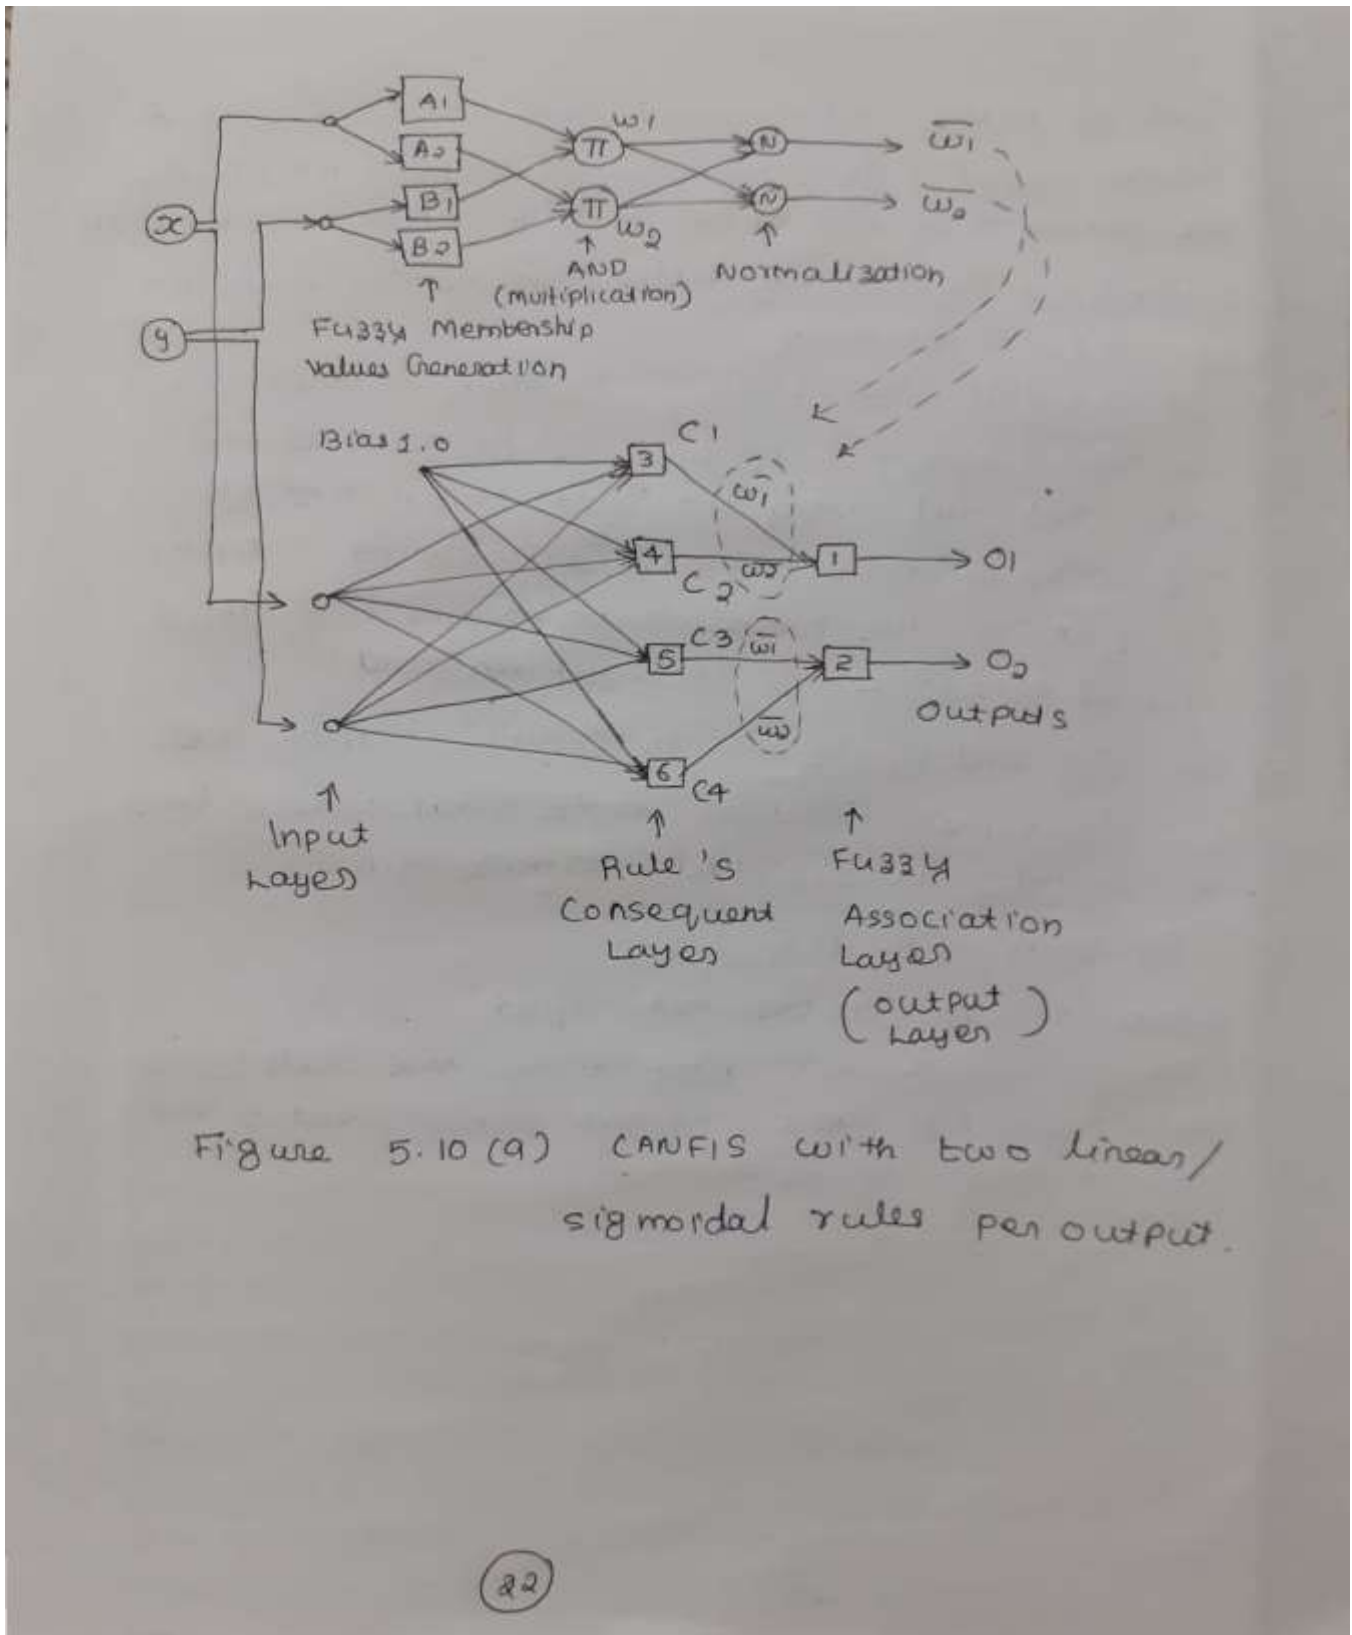 A1
A2
B1
B2
x
y
π
π
w1
w2
N
N
w̅1
w̅2
AND
(multiplication)
Normalization
Fuzzy Membership
values Generation
Bias 1.0
3
C1
4
C2
5
C3
6
C4
w̅1
w2
w̅1
w̅2
1
2
O1
O2
Outputs
Input
Layer
Rule's
Consequent
Layer
Fuzzy
Association
Layer
(output
Layer)
Figure 5.10 (a) CANFIS with two linear/
sigmoidal rules per output.
22